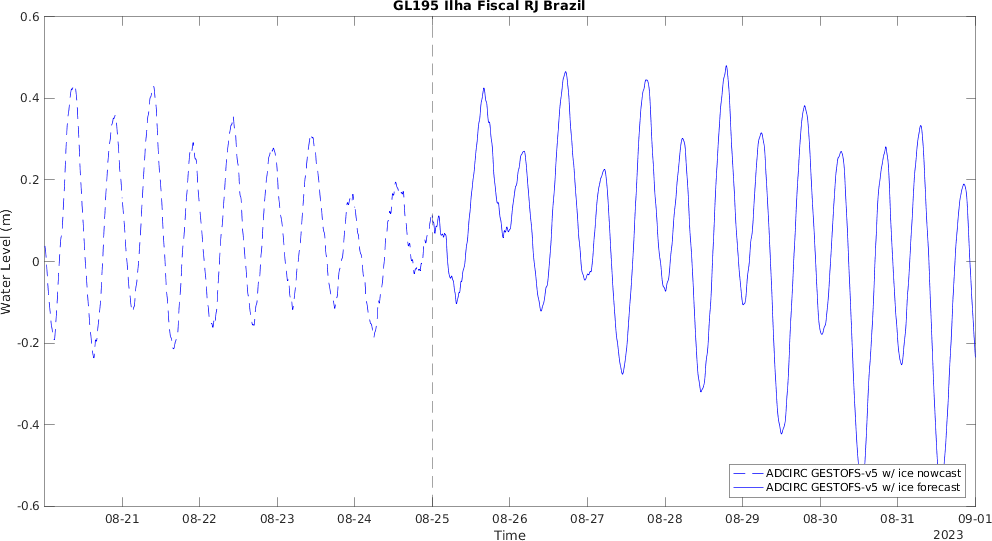 GL195 Ilha Fiscal RJ Brazil
0.6
0.4
0.2
0
-0.2
-0.4
-0.6
Water Level (m)
ADCIRC GESTOFS-v5 w/ ice nowcast
ADCIRC GESTOFS-v5 w/ ice forecast
08-21 08-22 08-23 08-24 08-25 08-26 08-27 08-28 08-29 08-30 08-31 09-01
Time
2023